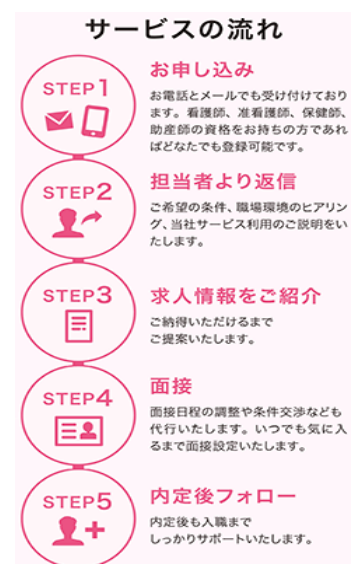 サービスの流れ
STEP1
お申し込み
お電話とメールでも受け付けており
ます。看護師、准看護師、保健師、
助産師の資格をお持ちの方であれ
ばどなたでも登録可能です。
STEP2
担当者より返信
ご希望の条件、職場環境のヒアリン
グ、当社サービス利用のご説明をい
たします。
STEP3
求人情報をご紹介
ご納得いただけるまで
ご提案いたします。
STEP4
面接
面接日程の調整や条件交渉なども
代行いたします。いつでも気に入
るまで面接設定いたします。
STEP5
内定後フォロー
内定後も入職まで
しっかりサポートいたします。